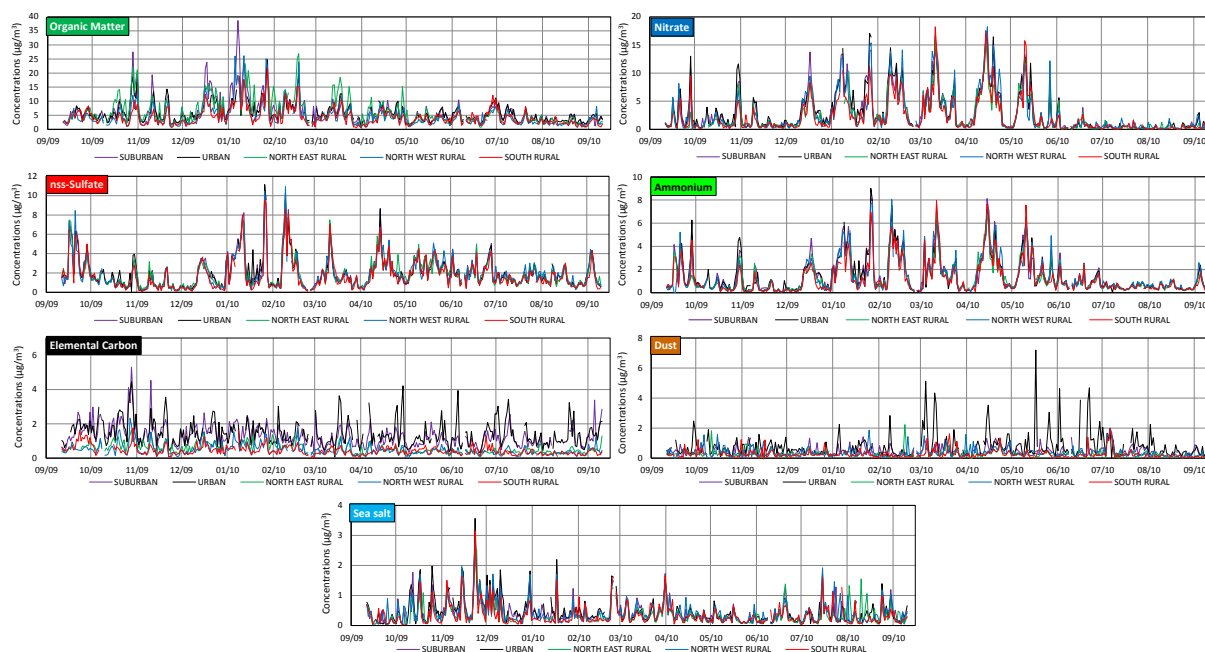 Organic Matter
Concentrations (µg/m³)
40
35
30
25
20
15
10
5
0
09/09 10/09 11/09 12/09 01/10 02/10 03/10 04/10 05/10 06/10 07/10 08/10 09/10
SUBURBAN URBAN NORTH EAST RURAL NORTH WEST RURAL SOUTH RURAL
Nitrate
Concentrations (µg/m³)
20
15
10
5
0
09/09 10/09 11/09 12/09 01/10 02/10 03/10 04/10 05/10 06/10 07/10 08/10 09/10
SUBURBAN URBAN NORTH EAST RURAL NORTH WEST RURAL SOUTH RURAL
nss-Sulfate
Concentrations (µg/m³)
12
10
8
6
4
2
0
09/09 10/09 11/09 12/09 01/10 02/10 03/10 04/10 05/10 06/10 07/10 08/10 09/10
SUBURBAN URBAN NORTH EAST RURAL NORTH WEST RURAL SOUTH RURAL
Ammonium
Concentrations (µg/m³)
10
8
6
4
2
0
09/09 10/09 11/09 12/09 01/10 02/10 03/10 04/10 05/10 06/10 07/10 08/10 09/10
SUBURBAN URBAN NORTH EAST RURAL NORTH WEST RURAL SOUTH RURAL
Elemental Carbon
Concentrations (µg/m³)
6
4
2
0
09/09 10/09 11/09 12/09 01/10 02/10 03/10 04/10 05/10 06/10 07/10 08/10 09/10
SUBURBAN URBAN NORTH EAST RURAL NORTH WEST RURAL SOUTH RURAL
Dust
Concentrations (µg/m³)
8
6
4
2
0
09/09 10/09 11/09 12/09 01/10 02/10 03/10 04/10 05/10 06/10 07/10 08/10 09/10
SUBURBAN URBAN NORTH EAST RURAL NORTH WEST RURAL SOUTH RURAL
Sea salt
Concentrations (µg/m³)
4
3
2
1
0
09/09 10/09 11/09 12/09 01/10 02/10 03/10 04/10 05/10 06/10 07/10 08/10 09/10
SUBURBAN URBAN NORTH EAST RURAL NORTH WEST RURAL SOUTH RURAL